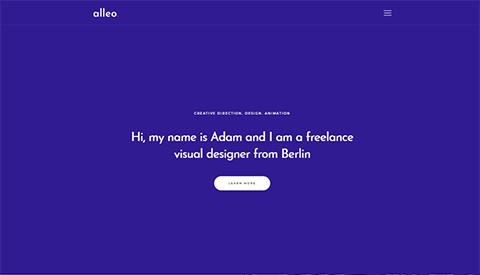 alleo.
CREATIVE DIRECTION, DESIGN, ANIMATION
Hi, my name is Adam and I am a freelance
visual designer from Berlin
LEARN MORE